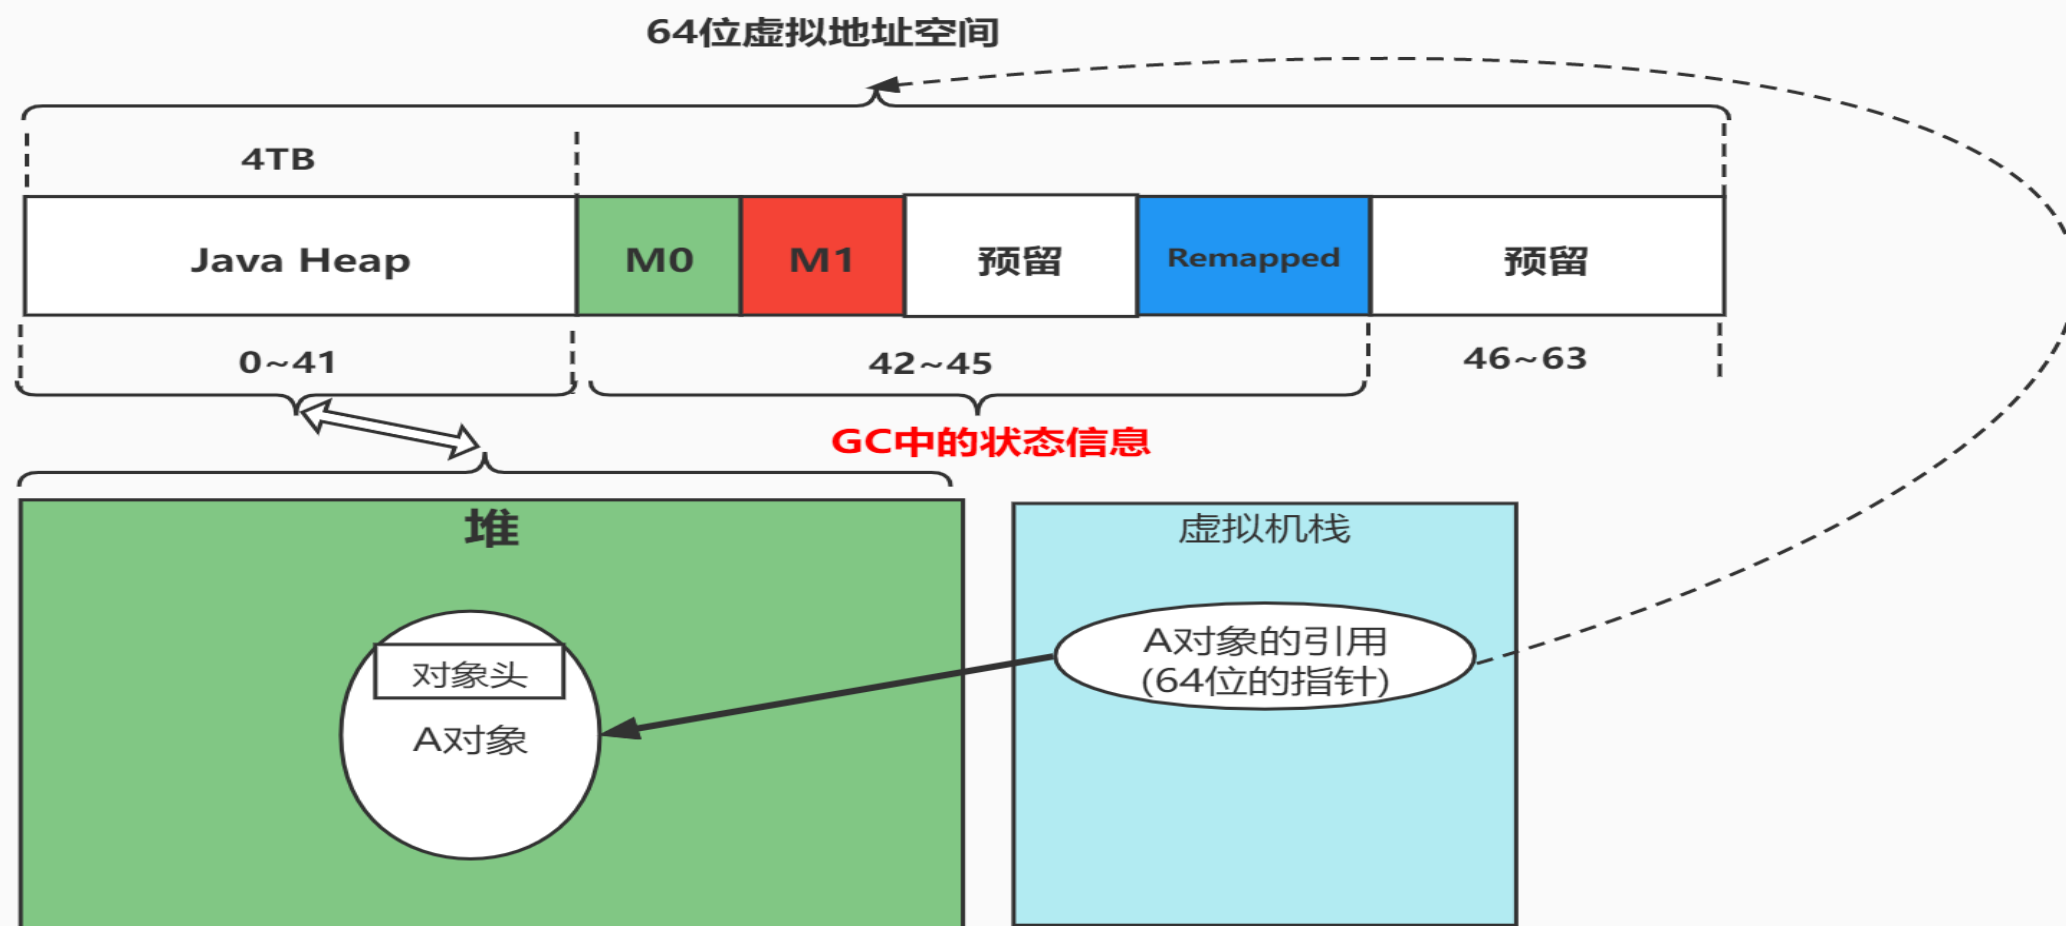 64位虚拟地址空间
4TB
Java Heap
M0
M1
预留
Remapped
预留
0~41
42~45
46~63
GC中的状态信息
堆
虚拟机栈
对象头
A对象
A对象的引用
(64位的指针)